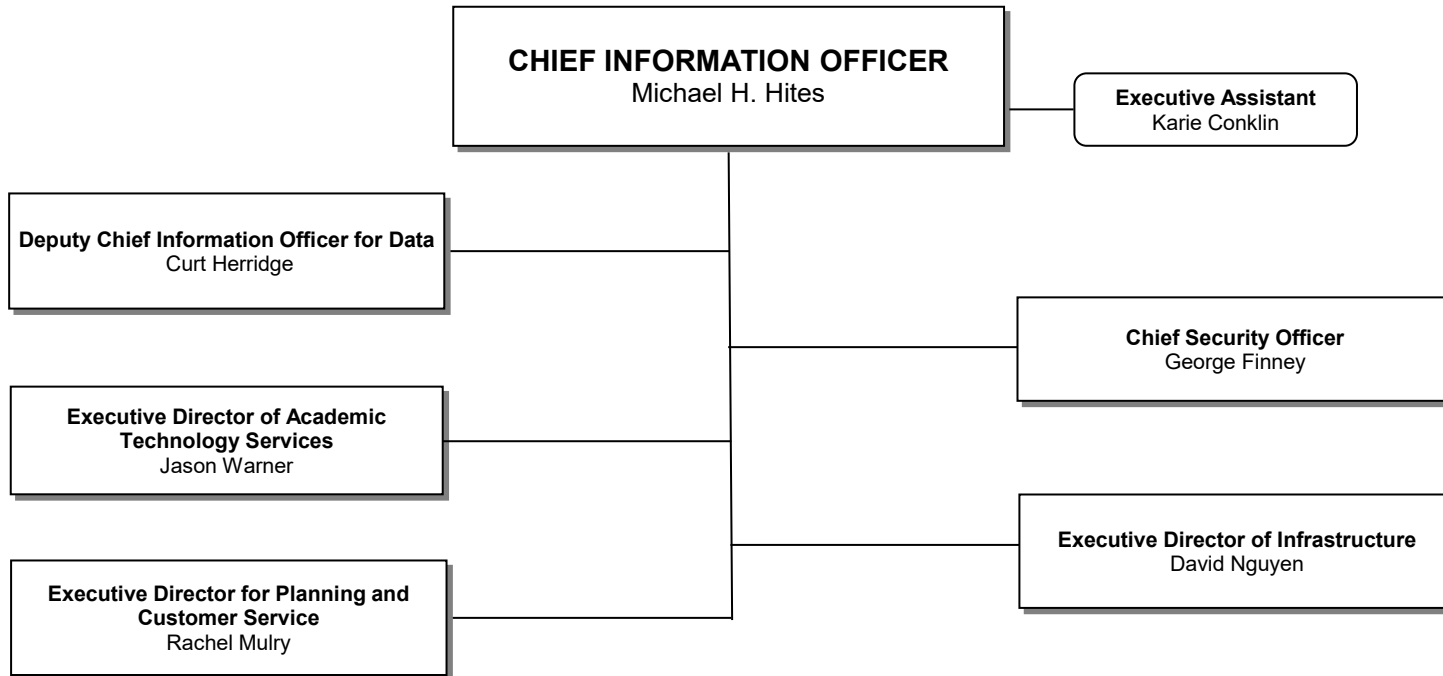 CHIEF INFORMATION OFFICER
Michael H. Hites
Executive Assistant
Karie Conklin
Deputy Chief Information Officer for Data
Curt Herridge
Chief Security Officer
George Finney
Executive Director of Academic
Technology Services
Jason Warner
Executive Director of Infrastructure
David Nguyen
Executive Director for Planning and
Customer Service
Rachel Mulry